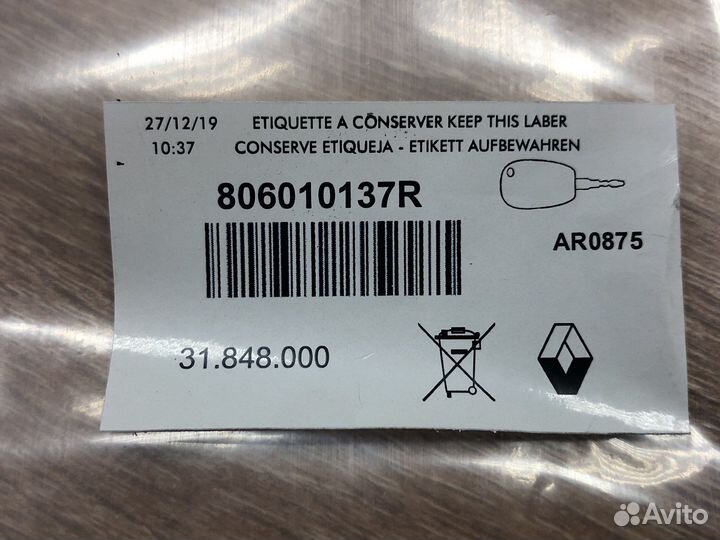 27/12/19 ETIQUETTE A CONSERVER KEEP THIS LABER
10:37 CONSERVE ETIQUEJA - ETIKETT AUFBEWAHREN
806010137R
AR0875
31.848.000
Avito